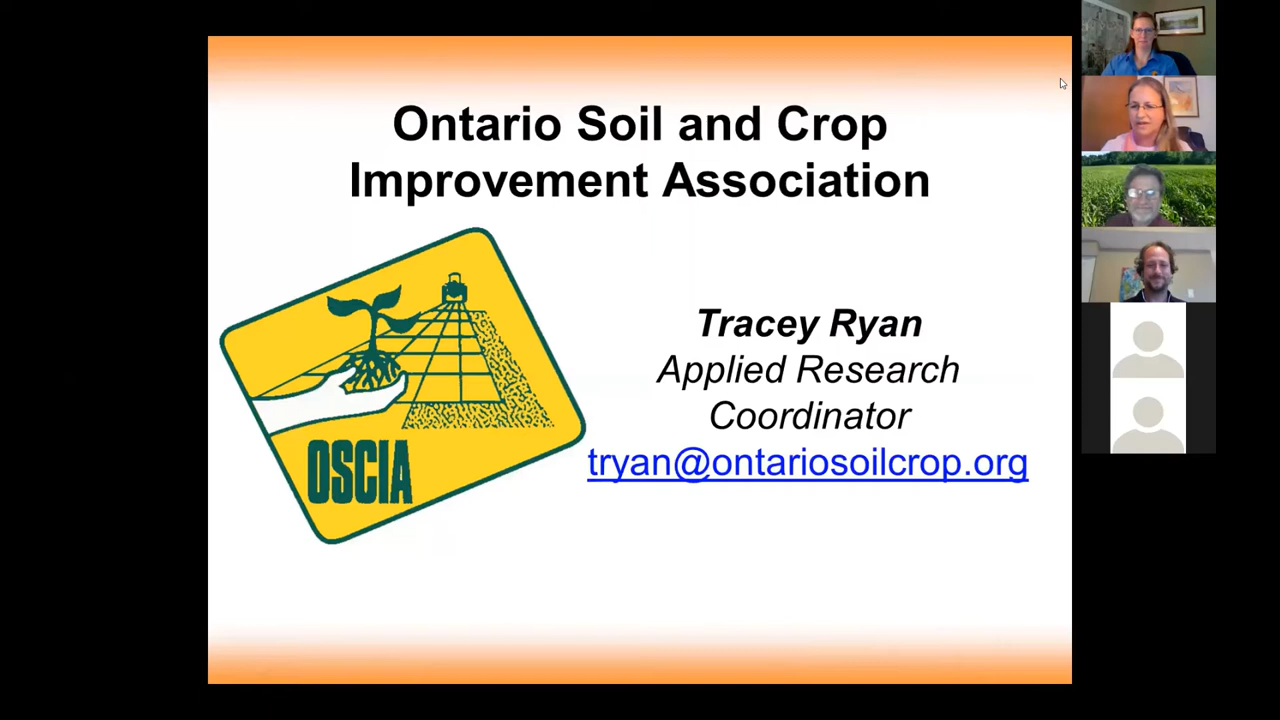 Ontario Soil and Crop
Improvement Association
Tracey Ryan
Applied Research
Coordinator
tryan@ontariosoilcrop.org
OSCIA